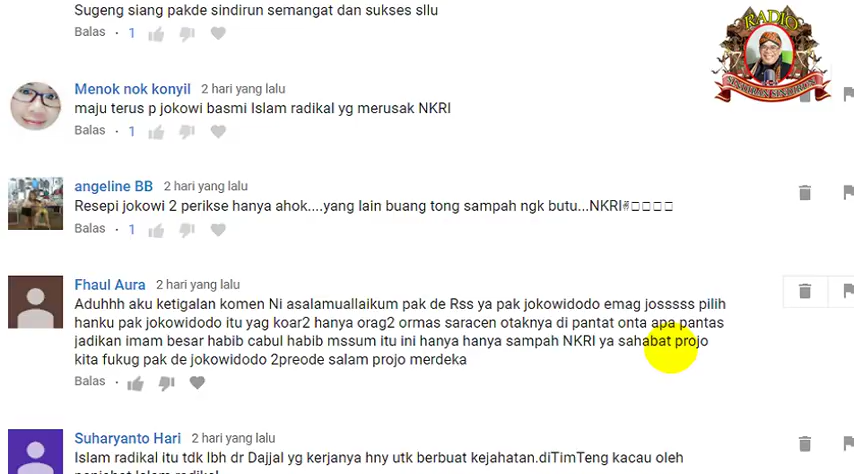 Sugeng siang pakde sindirun semangat dan sukses sllu
Balas · 1
RADIO
Menok nok konyil 2 hari yang lalu
maju terus p jokowi basmi Islam radikal yg merusak NKRI
Balas · 1
angeline BB 2 hari yang lalu
Resepi jokowi 2 perikse hanya ahok....yang lain buang tong sampah ngk butu...NKRI✌□□□□
Balas · 1
Fhaul Aura 2 hari yang lalu
Aduhhh aku ketigalan komen Ni asalamuallaikum pak de Rss ya pak jokowidodo emag josssss pilih
hanku pak jokowidodo itu yag koar2 hanya orag2 ormas saracen otaknya di pantat onta apa pantas
jadikan imam besar habib cabul habib mssum itu ini hanya hanya sampah NKRI ya sahabat projo
kita fukug pak de jokowidodo 2preode salam projo merdeka
Balas ·
Suharyanto Hari 2 hari yang lalu
Islam radikal itu tdk lbh dr Dajjal yg kerjanya hny utk berbuat kejahatan.diTimTeng kacau oleh